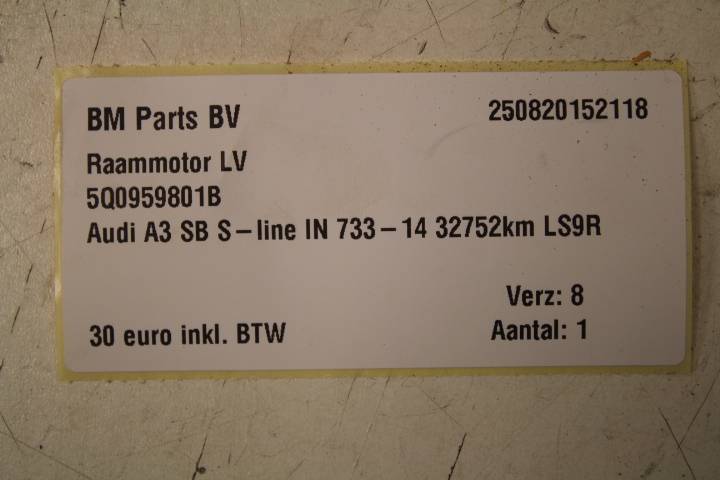 BM Parts BV 250820152118
Raammotor LV
5Q0959801B
Audi A3 SB S-line IN 733-14 32752km LS9R
Verz: 8
30 euro inkl. BTW Aantal: 1